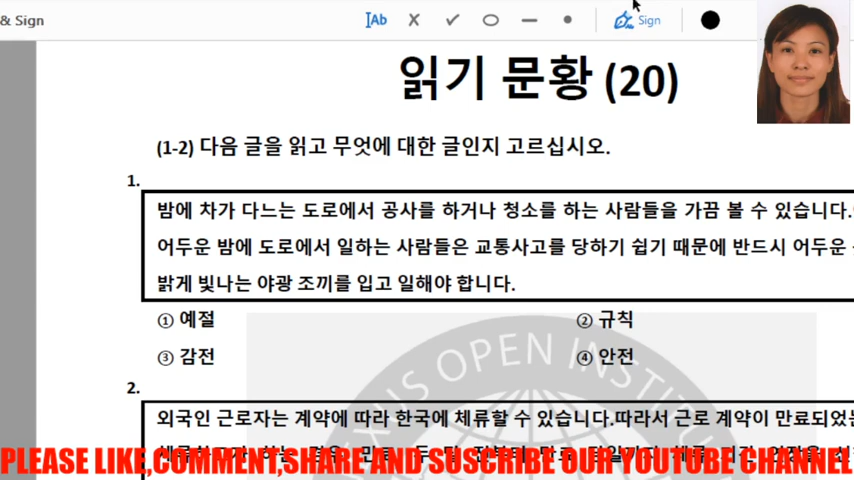 & Sign
IAb
Sign
읽기 문황 (20)
(1-2) 다음 글을 읽고 무엇에 대한 글인지 고르십시오.
1.
밤에 차가 다느는 도로에서 공사를 하거나 청소를 하는 사람들을 가끔 볼 수 있습니다.
어두운 밤에 도로에서 일하는 사람들은 교통사고를 당하기 쉽기 때문에 반드시 어두운
밝게 빛나는 야광 조끼를 입고 일해야 합니다.
① 예절 ② 규칙
③ 감전 ④ 안전
EXIS OPEN INSTITU
2.
외국인 근로자는 계약에 따라 한국에 체류할 수 있습니다.따라서 근로 계약이 만료되었는
PLEASE LIKE,COMMENT,SHARE AND SUSCRIBE OUR YOUTUBE CHANNEL